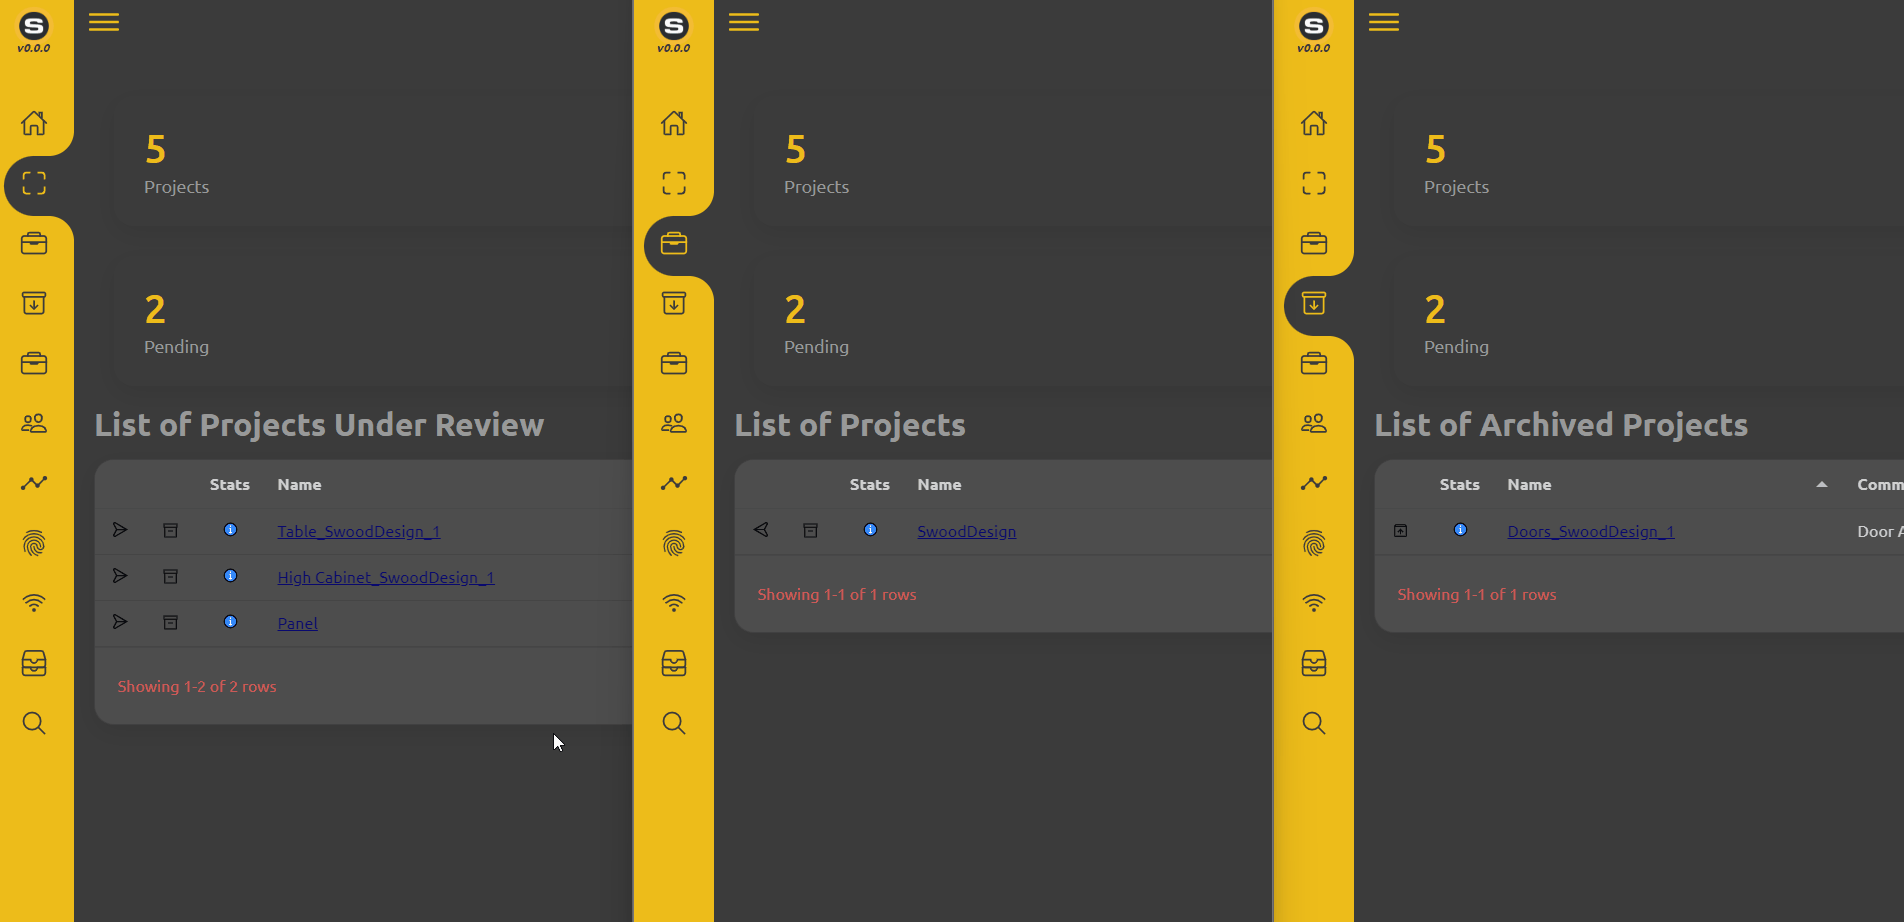 S
v0.0.0
5
Projects
2
Pending
List of Projects Under Review
Stats Name
Table_SwoodDesign_1
High Cabinet_SwoodDesign_1
Panel
Showing 1-2 of 2 rows
S
v0.0.0
5
Projects
2
Pending
List of Projects
Stats Name
SwoodDesign
Showing 1-1 of 1 rows
S
v0.0.0
5
Projects
2
Pending
List of Archived Projects
Stats Name Comm
Doors_SwoodDesign_1 Door A
Showing 1-1 of 1 rows